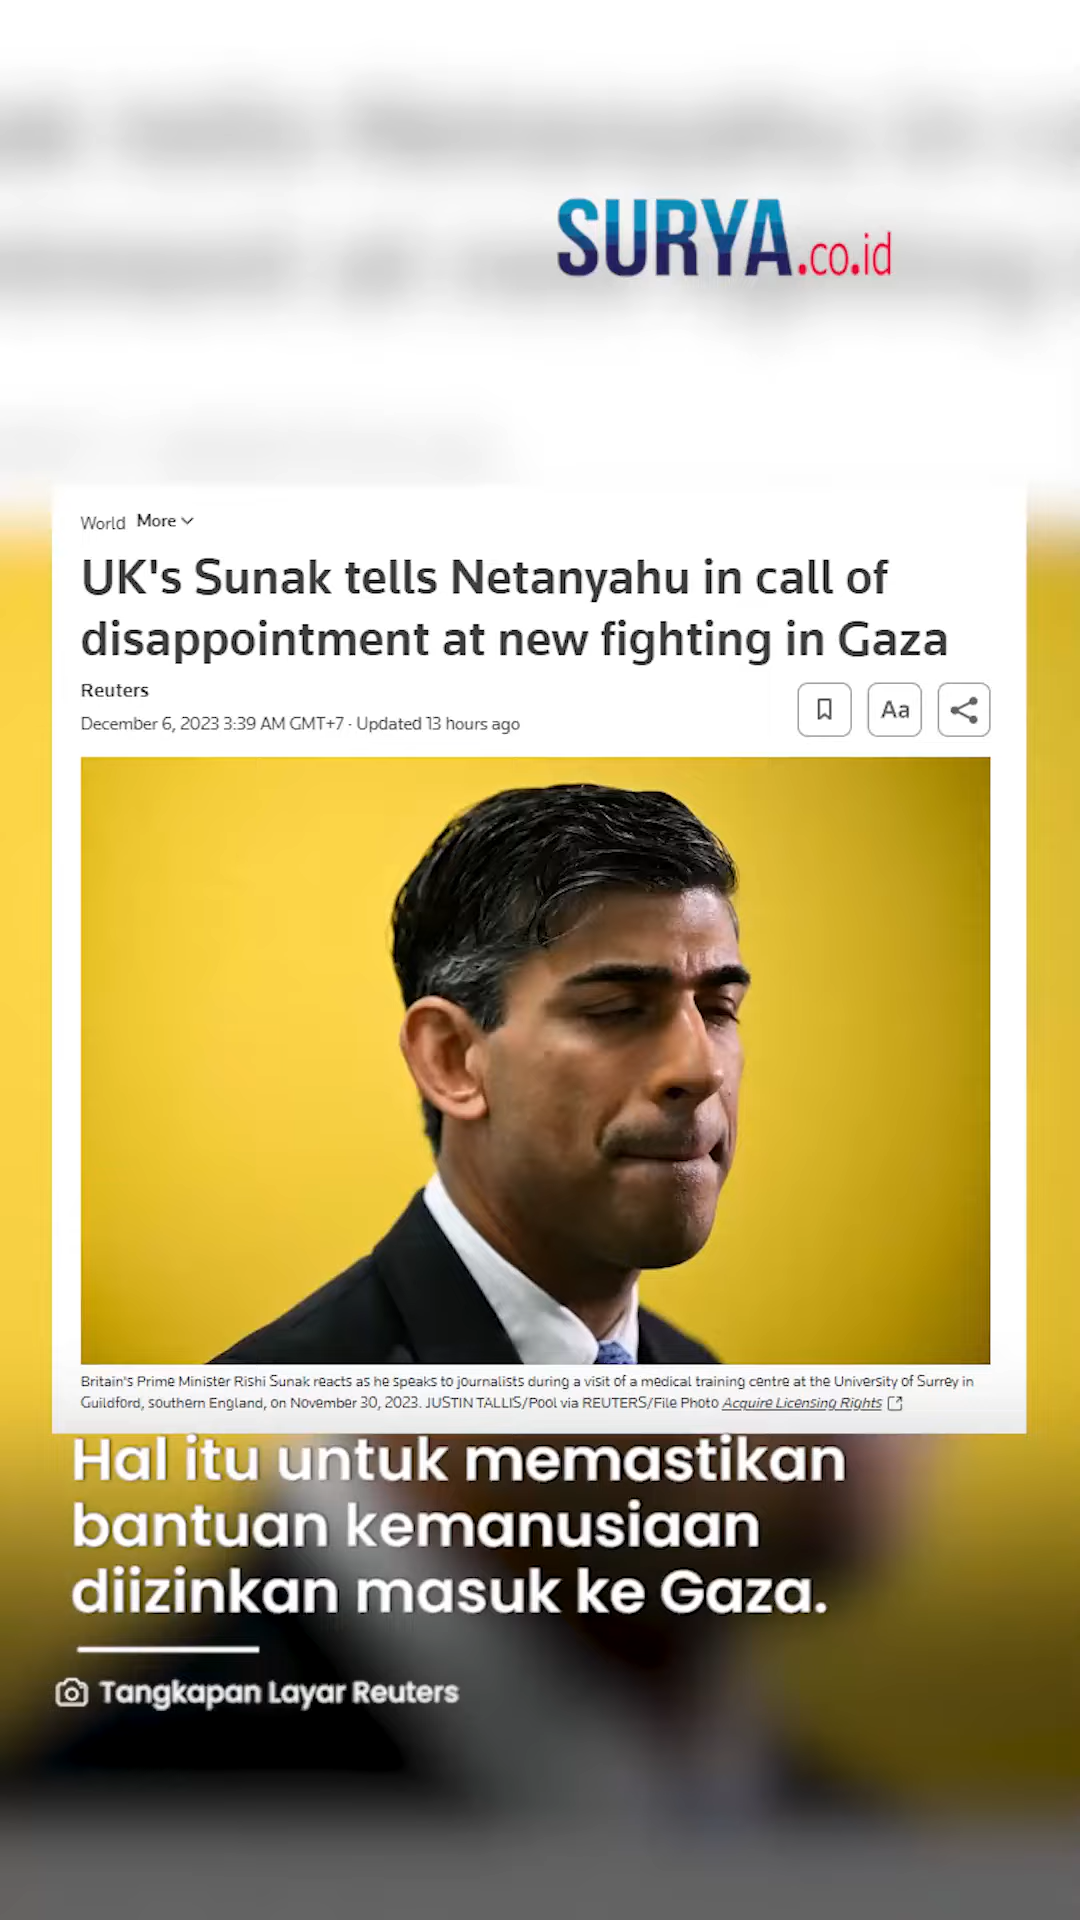 SURYA.co.id
World More
UK's Sunak tells Netanyahu in call of
disappointment at new fighting in Gaza
Reuters
December 6, 2023 3:39 AM GMT+7 · Updated 13 hours ago
Aa
Britain's Prime Minister Rishi Sunak reacts as he speaks to journalists during a visit of a medical training centre at the University of Surrey in
Guildford, southern England, on November 30, 2023. JUSTIN TALLIS/Pool via REUTERS/File Photo Acquire Licensing Rights
Hal itu untuk memastikan
bantuan kemanusiaan
diizinkan masuk ke Gaza.
Tangkapan Layar Reuters